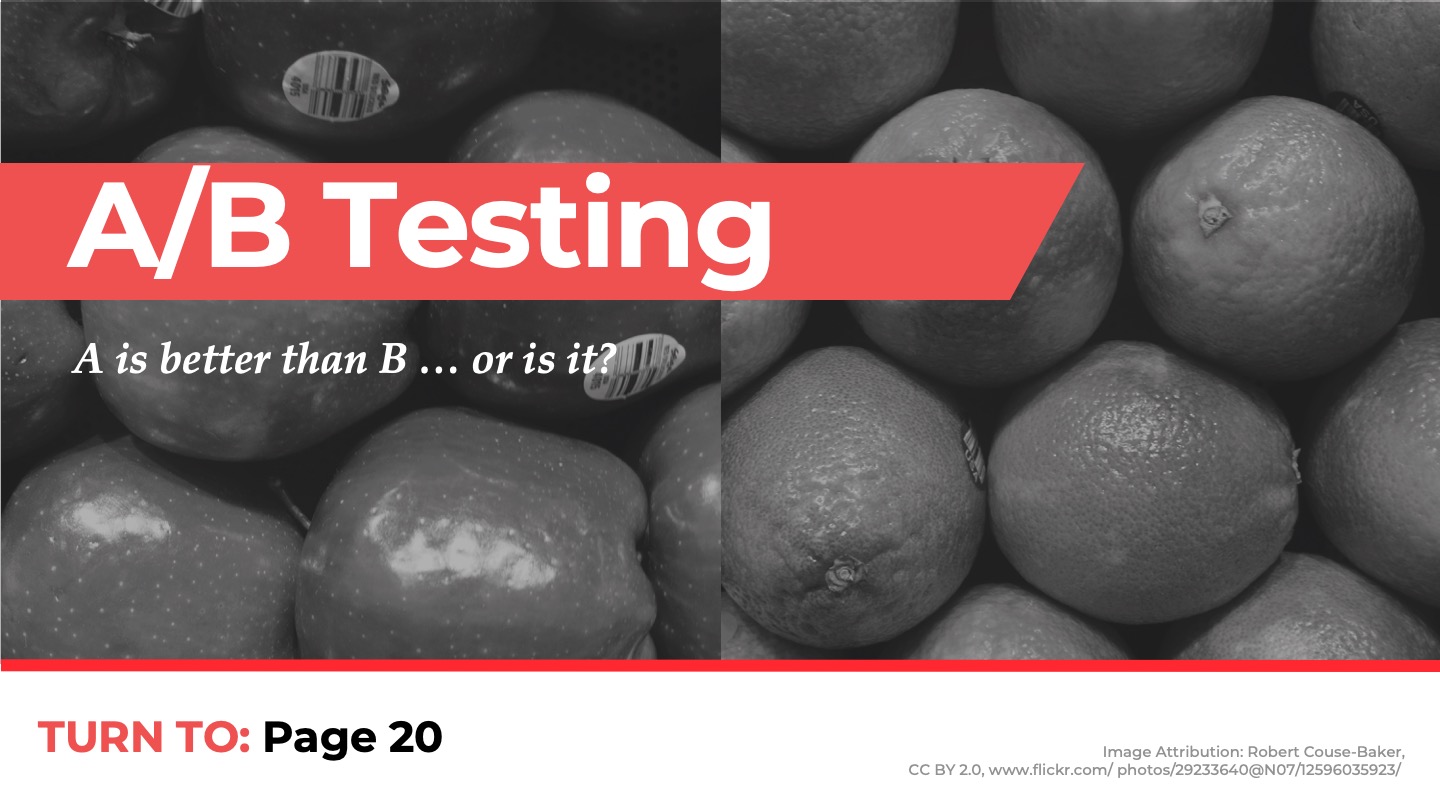 A/B Testing
A is better than B … or is it?
TURN TO: Page 20
Image Attribution: Robert Couse-Baker,
CC BY 2.0, www.flickr.com/ photos/29233640@N07/12596035923/